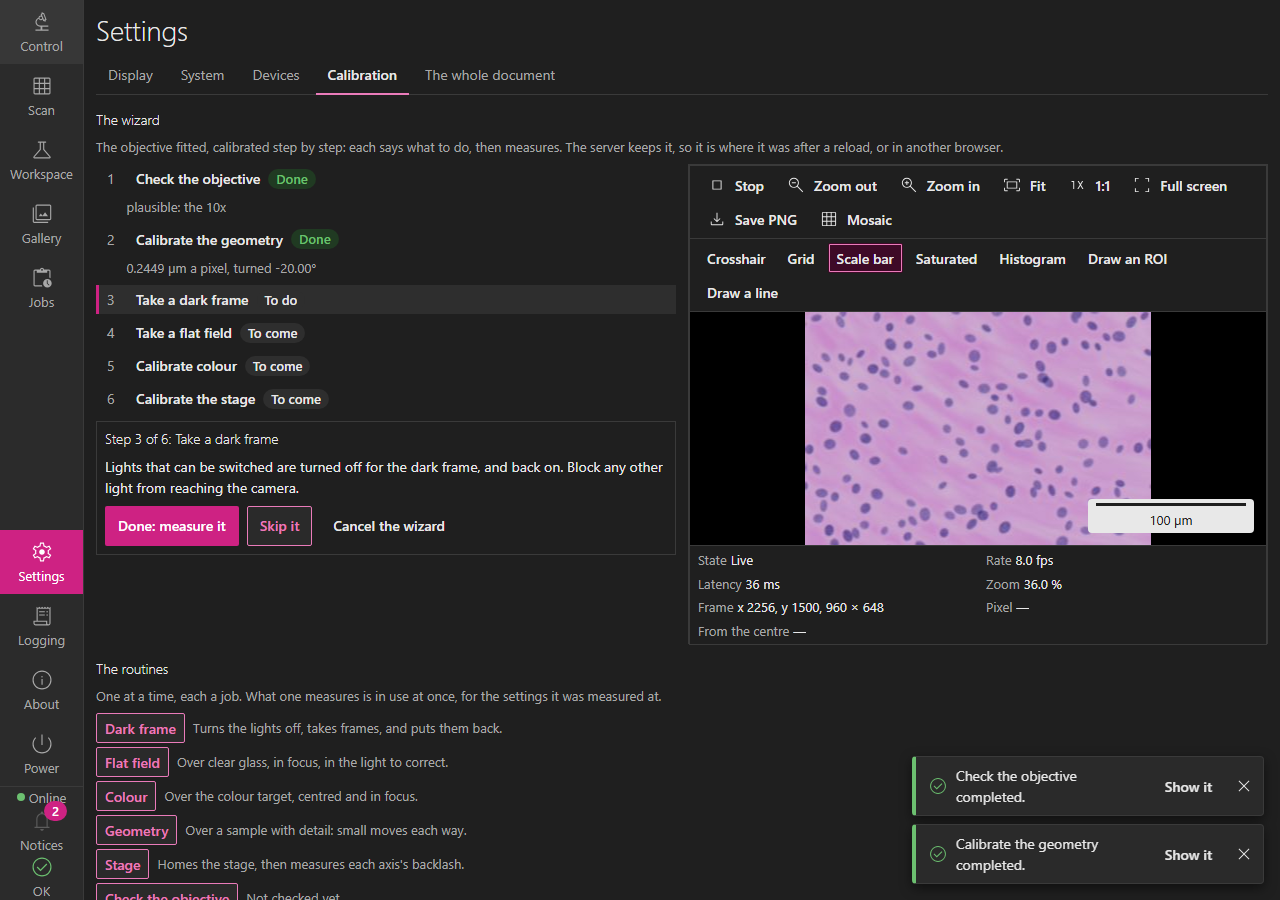 Control
Scan
Workspace
Gallery
Jobs
Settings
Logging
About
Power
Online
2
Notices
OK
Settings
Display System Devices Calibration The whole document
The wizard
The objective fitted, calibrated step by step: each says what to do, then measures. The server keeps it, so it is where it was after a reload, or in another browser.
1 Check the objective Done
plausible: the 10x
2 Calibrate the geometry Done
0.2449 µm a pixel, turned -20.00°
3 Take a dark frame To do
4 Take a flat field To come
5 Calibrate colour To come
6 Calibrate the stage To come
Step 3 of 6: Take a dark frame
Lights that can be switched are turned off for the dark frame, and back on. Block any other
light from reaching the camera.
Done: measure it Skip it Cancel the wizard
Stop Zoom out Zoom in Fit 1X 1:1 Full screen
Save PNG Mosaic
Crosshair Grid Scale bar Saturated Histogram Draw an ROI
Draw a line
100 µm
State Live Rate 8.0 fps
Latency 36 ms Zoom 36.0 %
Frame x 2256, y 1500, 960 × 648 Pixel —
From the centre —
The routines
One at a time, each a job. What one measures is in use at once, for the settings it was measured at.
Dark frame Turns the lights off, takes frames, and puts them back.
Flat field Over clear glass, in focus, in the light to correct.
Colour Over the colour target, centred and in focus.
Geometry Over a sample with detail: small moves each way.
Stage Homes the stage, then measures each axis's backlash.
Check the objective Not checked yet
Check the objective
completed.
Show it
Calibrate the geometry
completed.
Show it